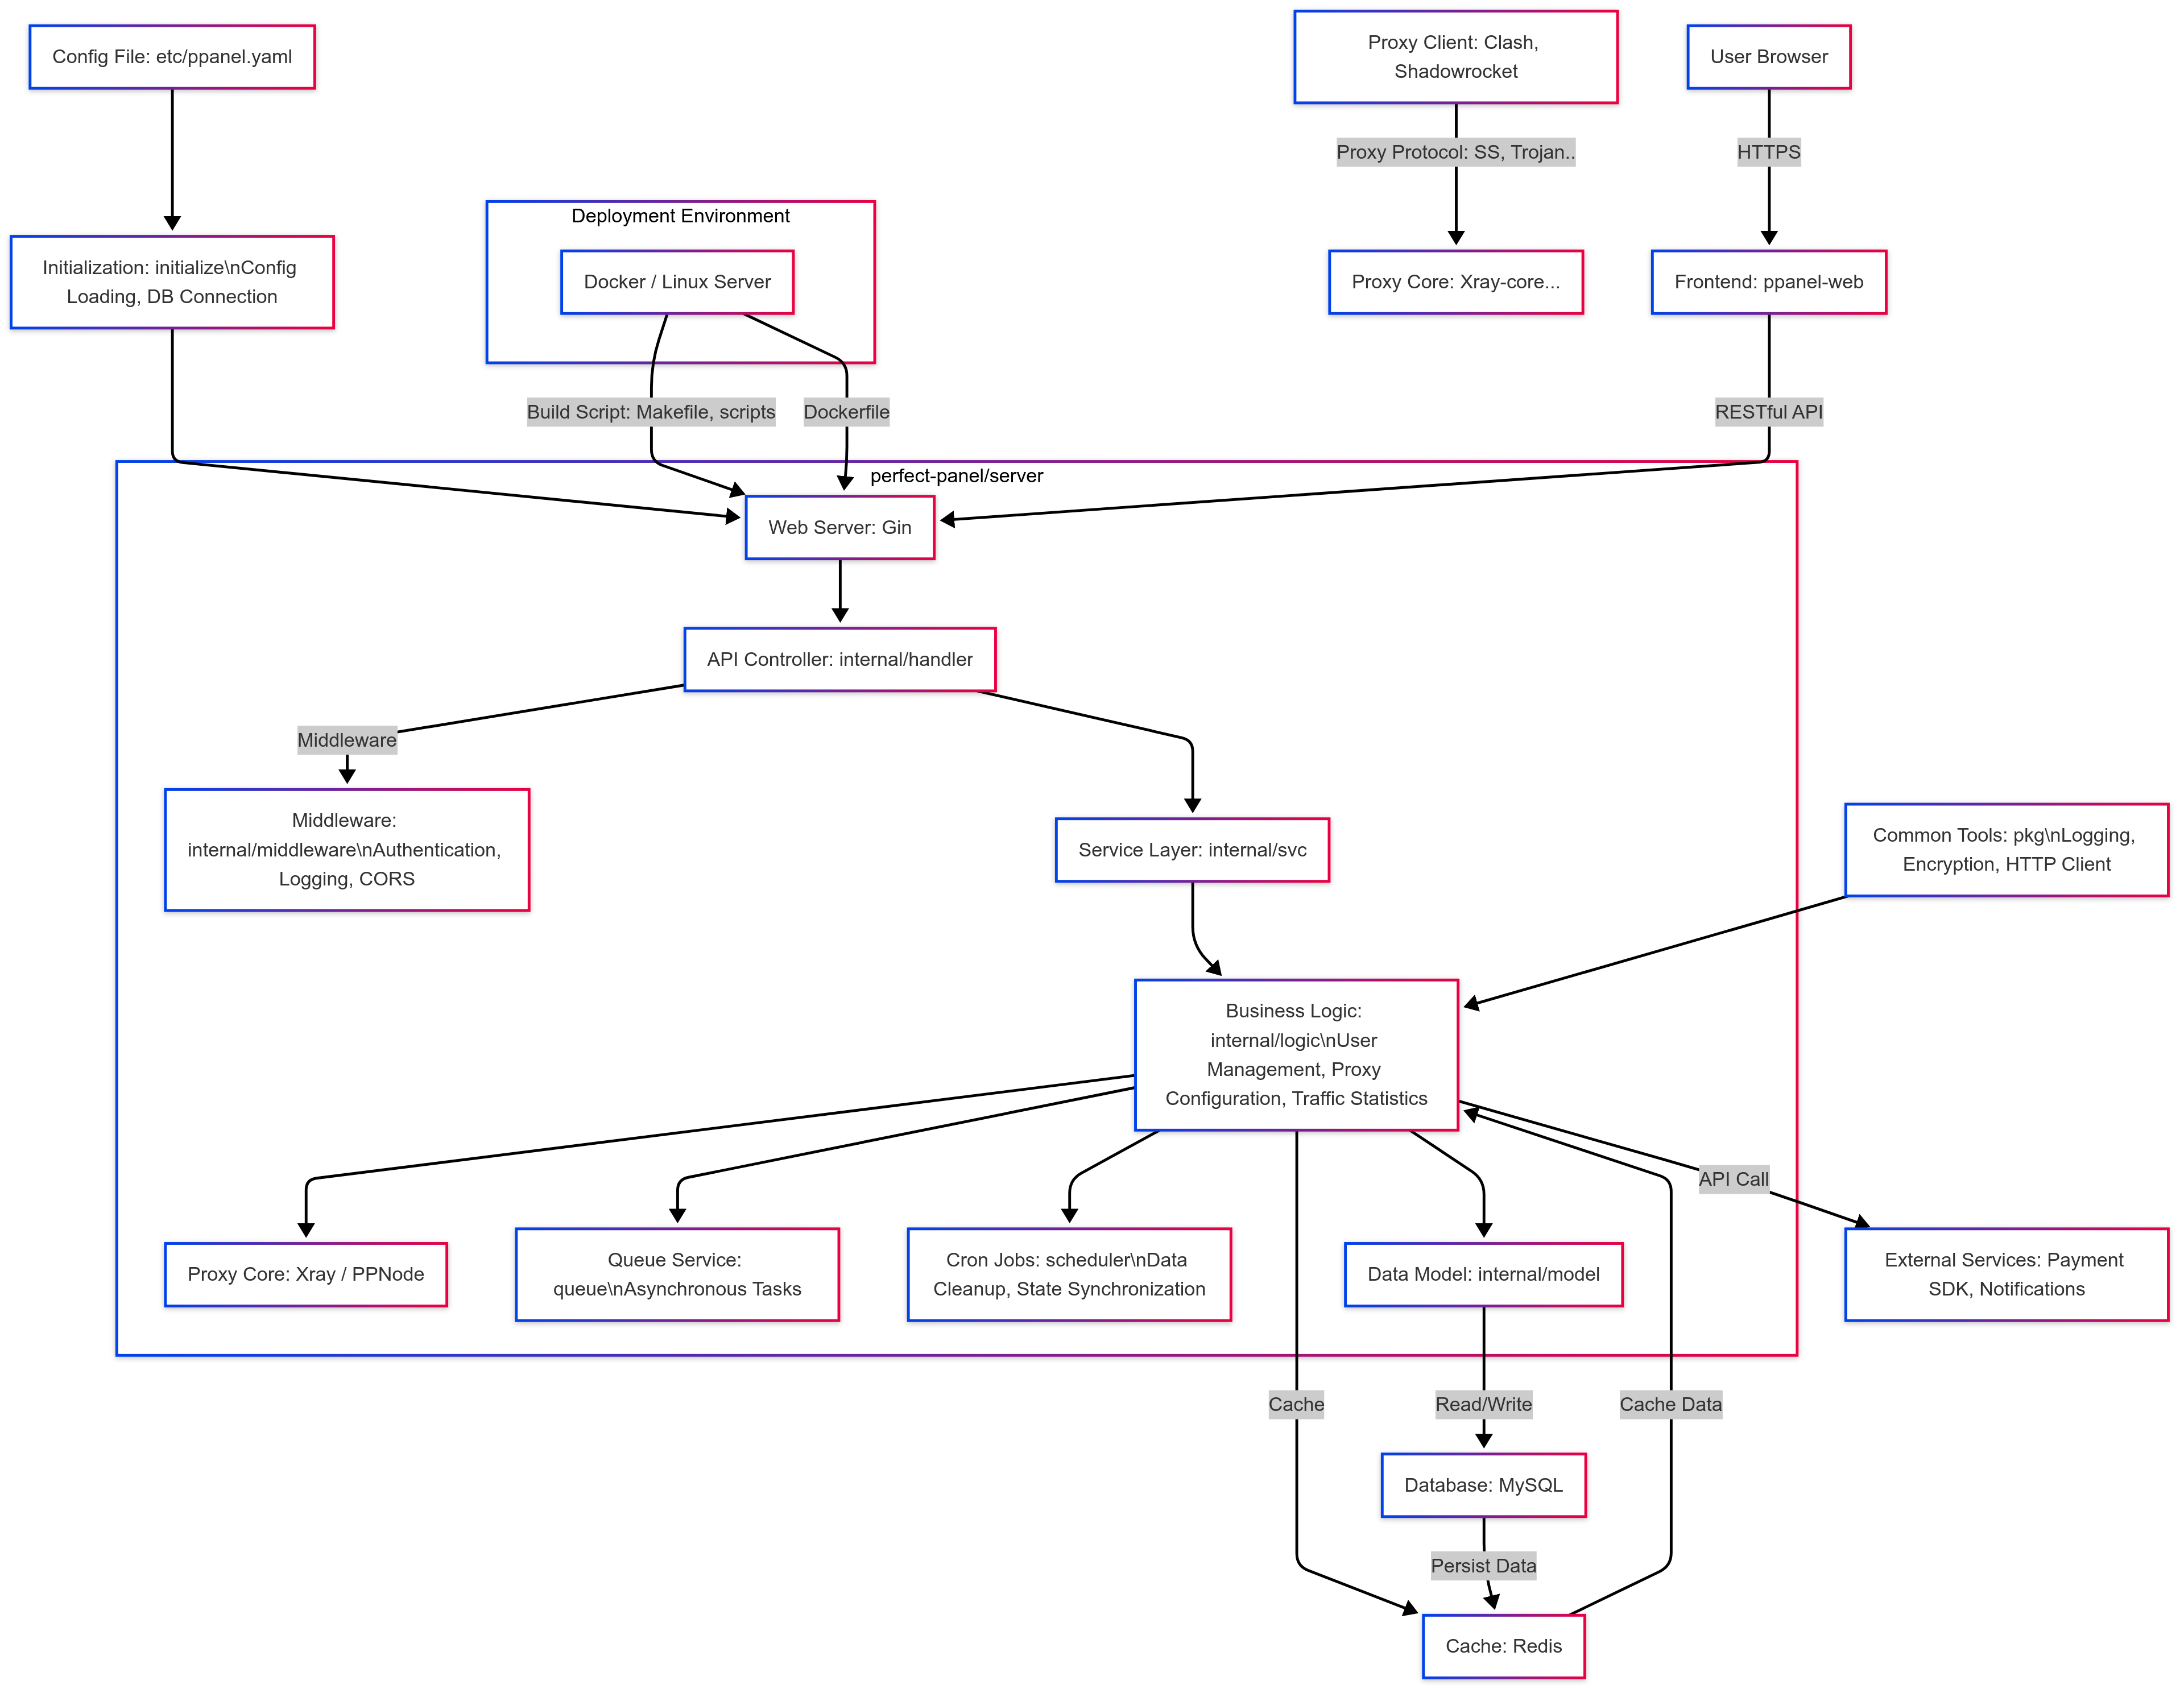 Config File: etc/ppanel.yaml
Proxy Client: Clash,
Shadowrocket
User Browser
Proxy Protocol: SS, Trojan..
HTTPS
Deployment Environment
Initialization: initialize\nConfig
Loading, DB Connection
Docker / Linux Server
Proxy Core: Xray-core...
Frontend: ppanel-web
Build Script: Makefile, scripts
Dockerfile
RESTful API
perfect-panel/server
Web Server: Gin
API Controller: internal/handler
Middleware
Middleware:
internal/middleware\nAuthentication,
Logging, CORS
Service Layer: internal/svc
Common Tools: pkg\nLogging,
Encryption, HTTP Client
Business Logic:
internal/logic\nUser
Management, Proxy
Configuration, Traffic Statistics
API Call
Proxy Core: Xray / PPNode
Queue Service:
queue\nAsynchronous Tasks
Cron Jobs: scheduler\nData
Cleanup, State Synchronization
Data Model: internal/model
External Services: Payment
SDK, Notifications
Cache
Read/Write
Cache Data
Database: MySQL
Persist Data
Cache: Redis